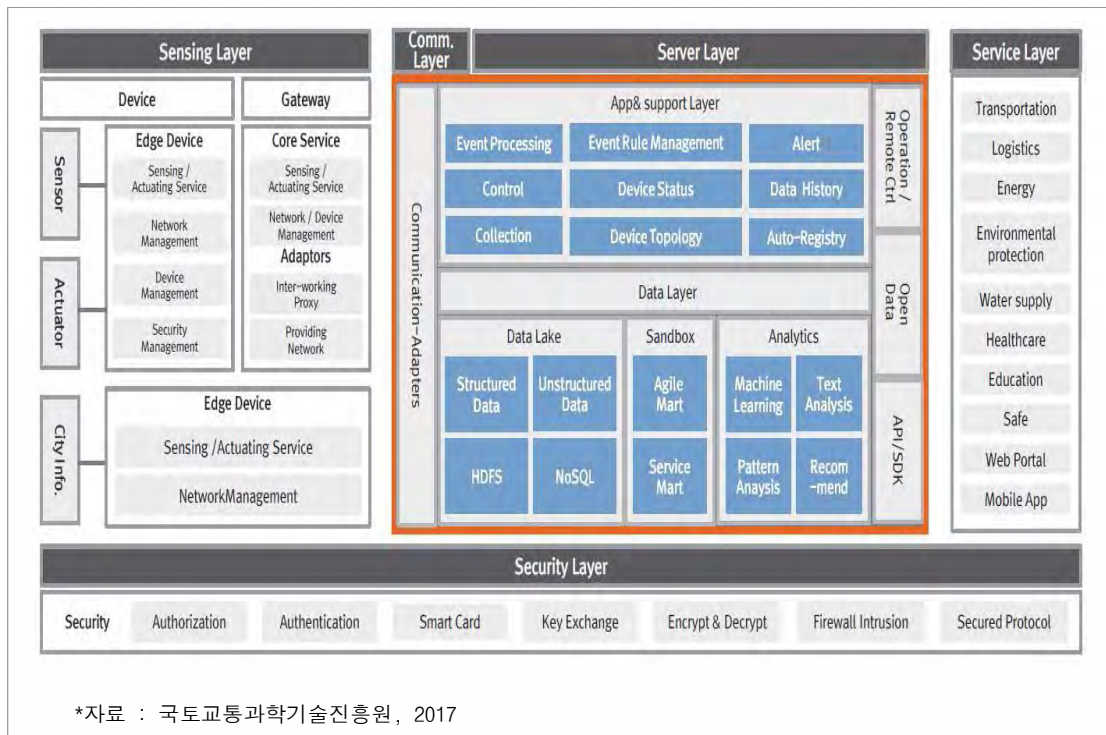 Sensing Layer
Comm.
Layer
Server Layer
Service Layer
Device
Gateway
Sensor
Actuator
City Info.
Edge Device
Sensing /
Actuating Service
Network
Management
Device
Management
Security
Management
Core Service
Sensing /
Actuating Service
Network / Device
Management
Adaptors
Inter-working
Proxy
Providing
Network
Edge Device
Sensing /Actuating Service
NetworkManagement
Communication-Adapters
App& support Layer
Event Processing
Event Rule Management
Alert
Control
Device Status
Data History
Collection
Device Topology
Auto-Registry
Data Layer
Data Lake
Structured
Data
Unstructured
Data
HDFS
NoSQL
Sandbox
Agile
Mart
Service
Mart
Analytics
Machine
Learning
Text
Analysis
Pattern
Anaysis
Recom
-mend
Operation /
Remote Ctrl
Open
Data
API/SDK
Transportation
Logistics
Energy
Environmental
protection
Water supply
Healthcare
Education
Safe
Web Portal
Mobile App
Security Layer
Security
Authorization
Authentication
Smart Card
Key Exchange
Encrypt & Decrypt
Firewall Intrusion
Secured Protocol
*자료 : 국토교통과학기술진흥원, 2017